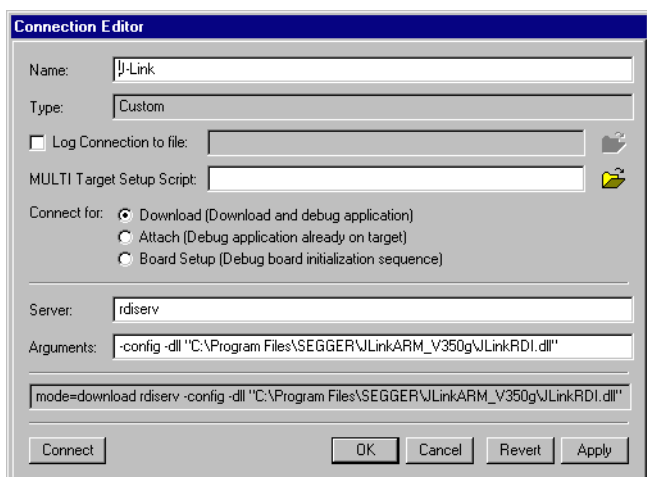 Connection Editor
Name: J-Link
Type: Custom
Log Connection to file:
MULTI Target Setup Script:
Connect for: Download (Download and debug application)
Attach (Debug application already on target)
Board Setup (Debug board initialization sequence)
Server: rdiserv
Arguments: -config -dll "C:\Program Files\SEGGER\JLinkARM_V350g\JLinkRDI.dll"
mode=download rdiserv -config -dll "C:\Program Files\SEGGER\JLinkARM_V350g\JLinkRDI.dll"
Connect OK Cancel Revert Apply